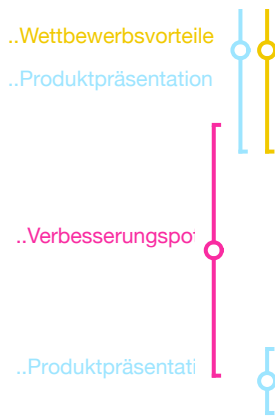 ..Wettbewerbsvorteile
..Produktpräsentation
..Verbesserungspo
..Produktpräsentati